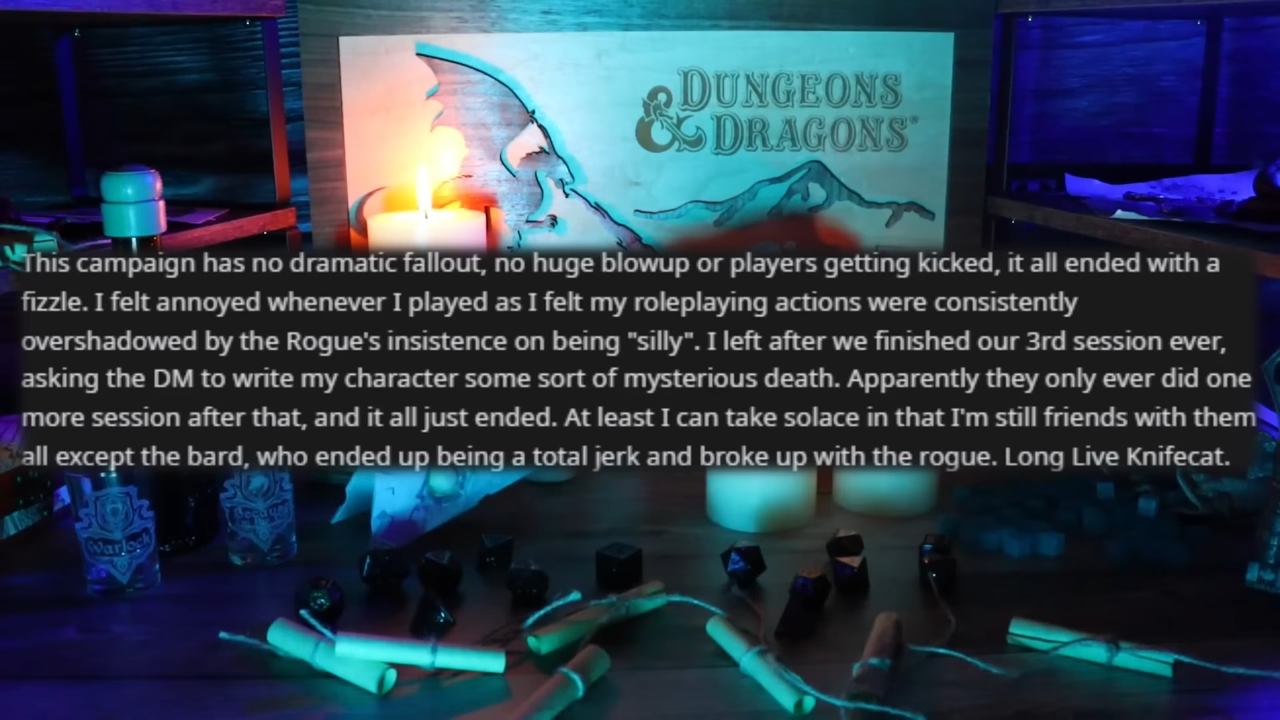 DUNGEONS
& DRAGONS®
This campaign has no dramatic fallout, no huge blowup or players getting kicked, it all ended with a
fizzle. I felt annoyed whenever I played as I felt my roleplaying actions were consistently
overshadowed by the Rogue's insistence on being "silly". I left after we finished our 3rd session ever,
asking the DM to write my character some sort of mysterious death. Apparently they only ever did one
more session after that, and it all just ended. At least I can take solace in that I'm still friends with them
all except the bard, who ended up being a total jerk and broke up with the rogue. Long Live Knifecat.
Warlock